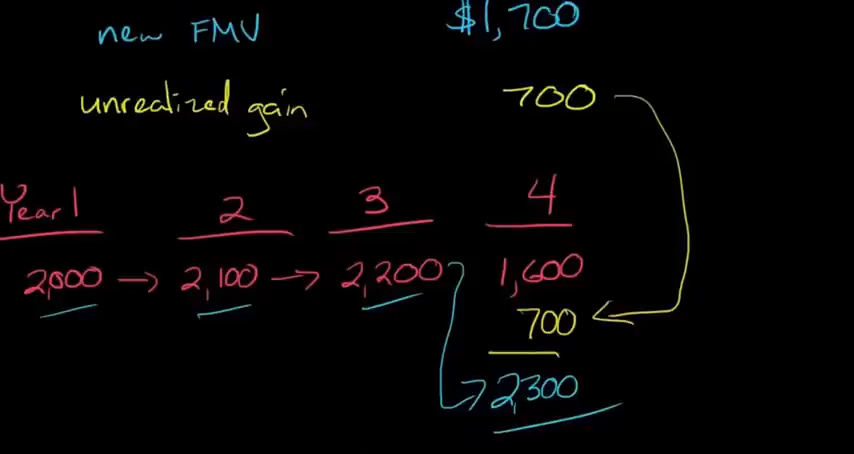 new FMV $1,700
unrealized gain 700
Year 1 2 3 4
2,000 → 2,100 → 2,200 1,600
700
2,300